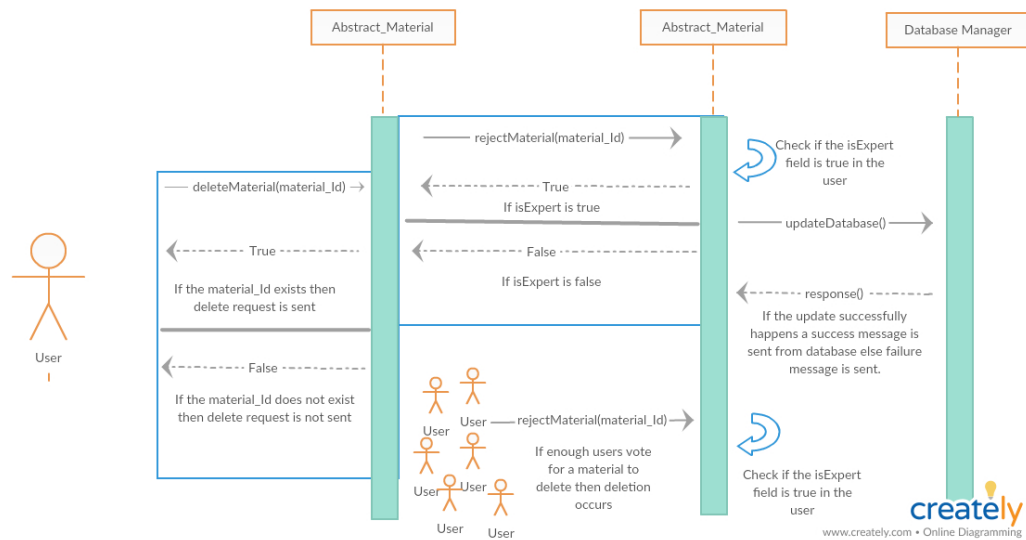 Abstract_Material
Abstract_Material
Database Manager
rejectMaterial(material_Id)
Check if the isExpert
field is true in the
user
deleteMaterial(material_Id)
True
If isExpert is true
updateDatabase()
True
False
If the material_Id exists then
delete request is sent
If isExpert is false
response()
If the update successfully
happens a success message is
sent from database else failure
message is sent.
User
False
If the material_Id does not exist
then delete request is not sent
User
User
rejectMaterial(material_Id)
If enough users vote
for a material to
delete then deletion
occurs
User
User
User
User
Check if the isExpert
field is true in the
user
creately
www.creately.com • Online Diagramming